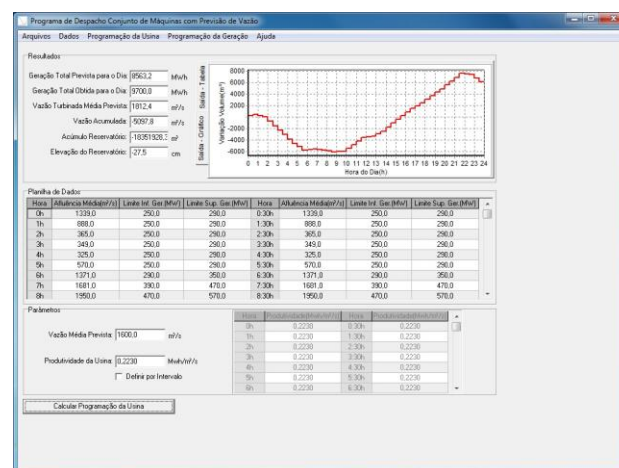 Programa de Despacho Conjunto de Máquinas com Previsão de Vazão
Arquivos Dados Programação da Usina Programação da Geração Ajuda
Resultados
Geração Total Prevista para o Dia: 8563,2 Mwh
Geração Total Obtida para o Dia: 9700,0 Mwh
Vazão Turbinada Média Prevista: 1812,4 m³/s
Vazão Acumulada: -5097,8 m³/s
Acúmulo Reservatório: -18351928,3 m³
Elevação do Reservatório: -27,5 cm
Saída - Gráfico Saída - Tabela
Variação Volume(m³)
8000
6000
4000
2000
0
-2000
-4000
-6000
0 1 2 3 4 5 6 7 8 9 10 11 12 13 14 15 16 17 18 19 20 21 22 23 24
Hora do Dia(h)
Planilha de Dados
Hora Afluência Média(m³/s) Limite Inf. Ger.(MW) Limite Sup. Ger.(MW) Hora Afluência Média(m³/s) Limite Inf. Ger.(MW) Limite Sup. Ger.(MW)
0h 1339,0 250,0 290,0 0:30h 1339,0 250,0 290,0
1h 888,0 250,0 290,0 1:30h 888,0 250,0 290,0
2h 365,0 250,0 290,0 2:30h 365,0 250,0 290,0
3h 349,0 250,0 290,0 3:30h 349,0 250,0 290,0
4h 325,0 250,0 290,0 4:30h 325,0 250,0 290,0
5h 570,0 250,0 290,0 5:30h 570,0 250,0 290,0
6h 1371,0 290,0 350,0 6:30h 1371,0 290,0 350,0
7h 1681,0 390,0 470,0 7:30h 1681,0 390,0 470,0
8h 1950,0 470,0 570,0 8:30h 1950,0 470,0 570,0
Parâmetros
Vazão Média Prevista: 1600,0 m³/s
Produtividade da Usina: 0,2230 Mwh/m³/s
Definir por Intervalo
Hora Produtividade(Mwh/m³/s) Hora Produtividade(Mwh/m³/s)
0h 0,2230 0:30h 0,2230
1h 0,2230 1:30h 0,2230
2h 0,2230 2:30h 0,2230
3h 0,2230 3:30h 0,2230
4h 0,2230 4:30h 0,2230
5h 0,2230 5:30h 0,2230
6h 0,2230 6:30h 0,2230
Calcular Programação da Usina